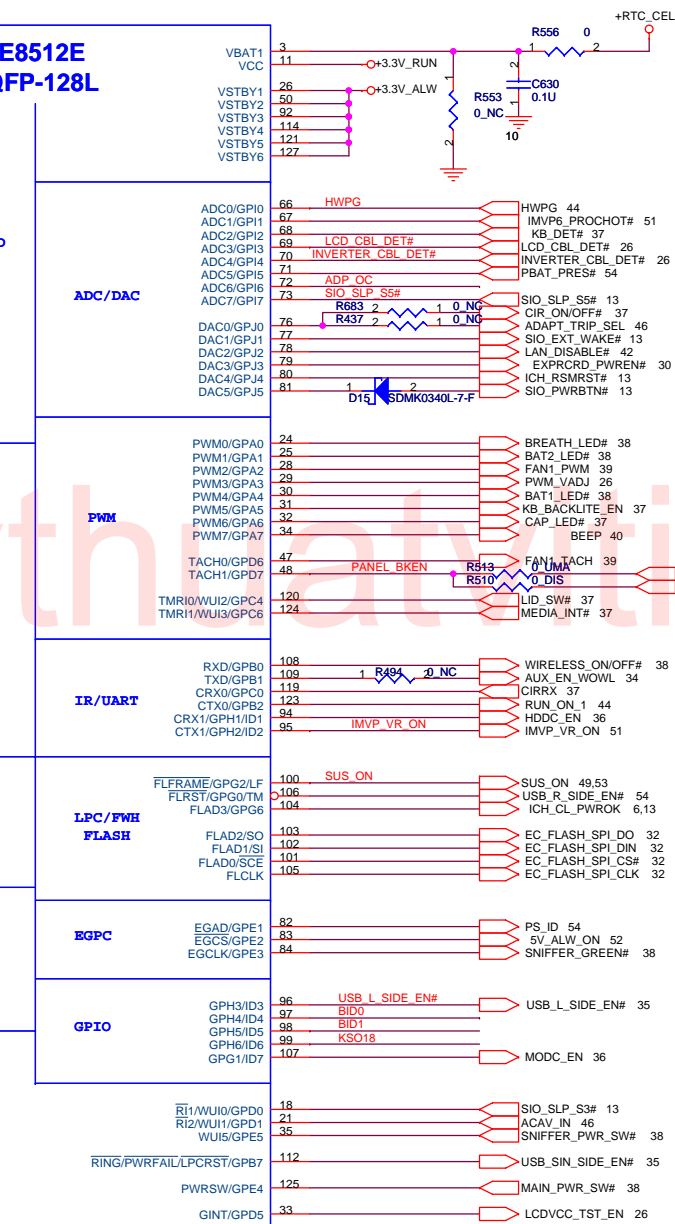 +RTC_CEL
E8512E
QFP-128L
R556 0
1 2
VBAT1 3
VCC 11 +3.3V_RUN
VSTBY1 26 +3.3V_ALW
VSTBY2 50
VSTBY3 92
VSTBY4 114
VSTBY5 121
VSTBY6 127
R553
0_NC
1
2
C630
0.1U
2
1
10
ADC/DAC
ADC0/GPI0 66 HWPG HWPG 44
ADC1/GPI1 67 IMVP6_PROCHOT# 51
ADC2/GPI2 68 KB_DET# 37
ADC3/GPI3 69 LCD_CBL_DET# LCD_CBL_DET# 26
ADC4/GPI4 70 INVERTER_CBL_DET# INVERTER_CBL_DET# 26
ADC5/GPI5 71 PBAT_PRES# 54
ADC6/GPI6 72 ADP_OC
ADC7/GPI7 73 SIO_SLP_S5# SIO_SLP_S5# 13
R683 2 1 0_NC CIR_ON/OFF# 37
DAC0/GPJ0 76 R437 2 1 0_NC ADAPT_TRIP_SEL 46
DAC1/GPJ1 77 SIO_EXT_WAKE# 13
DAC2/GPJ2 78 LAN_DISABLE# 42
DAC3/GPJ3 79 EXPRCRD_PWREN# 30
DAC4/GPJ4 80 ICH_RSMRST# 13
DAC5/GPJ5 81 1 2 SIO_PWRBTN# 13
D15 SDMK0340L-7-F
PWM
PWM0/GPA0 24 BREATH_LED# 38
PWM1/GPA1 25 BAT2_LED# 38
PWM2/GPA2 28 FAN1_PWM 39
PWM3/GPA3 29 PWM_VADJ 26
PWM4/GPA4 30 BAT1_LED# 38
PWM5/GPA5 31 KB_BACKLITE_EN 37
PWM6/GPA6 32 CAP_LED# 37
PWM7/GPA7 34 BEEP 40
TACH0/GPD6 47 FAN1_TACH 39
TACH1/GPD7 48 PANEL_BKEN R513 0_UMA
R510 0_DIS
TMRI0/WUI2/GPC4 120 LID_SW# 37
TMRI1/WUI3/GPC6 124 MEDIA_INT# 37
thuatviti
IR/UART
RXD/GPB0 108 WIRELESS_ON/OFF# 38
TXD/GPB1 109 1 R494 2 0_NC AUX_EN_WOWL 34
CRX0/GPC0 119 CIRRX 37
CTX0/GPB2 123 RUN_ON_1 44
CRX1/GPH1/ID1 94 HDDC_EN 36
CTX1/GPH2/ID2 95 IMVP_VR_ON IMVP_VR_ON 51
LPC/FWH
FLASH
FLFRAME/GPG2/LF 100 SUS_ON SUS_ON 49,53
FLRST/GPG0/TM 106 USB_R_SIDE_EN# 54
FLAD3/GPG6 104 ICH_CL_PWROK 6,13
FLAD2/SO 103 EC_FLASH_SPI_DO 32
FLAD1/SI 102 EC_FLASH_SPI_DIN 32
FLAD0/SCE 101 EC_FLASH_SPI_CS# 32
FLCLK 105 EC_FLASH_SPI_CLK 32
EGPC
EGAD/GPE1 82 PS_ID 54
EGCS/GPE2 83 5V_ALW_ON 52
EGCLK/GPE3 84 SNIFFER_GREEN# 38
GPIO
GPH3/ID3 96 USB_L_SIDE_EN# USB_L_SIDE_EN# 35
GPH4/ID4 97 BID0
GPH5/ID5 98 BID1
GPH6/ID6 99 KSO18
GPG1/ID7 107 MODC_EN 36
RI1/WUI0/GPD0 18 SIO_SLP_S3# 13
RI2/WUI1/GPD1 21 ACAV_IN 46
WUI5/GPE5 35 SNIFFER_PWR_SW# 38
RING/PWRFAIL/LPCRST/GPB7 112 USB_SIN_SIDE_EN# 35
PWRSW/GPE4 125 MAIN_PWR_SW# 38
GINT/GPD5 33 LCDVCC_TST_EN 26